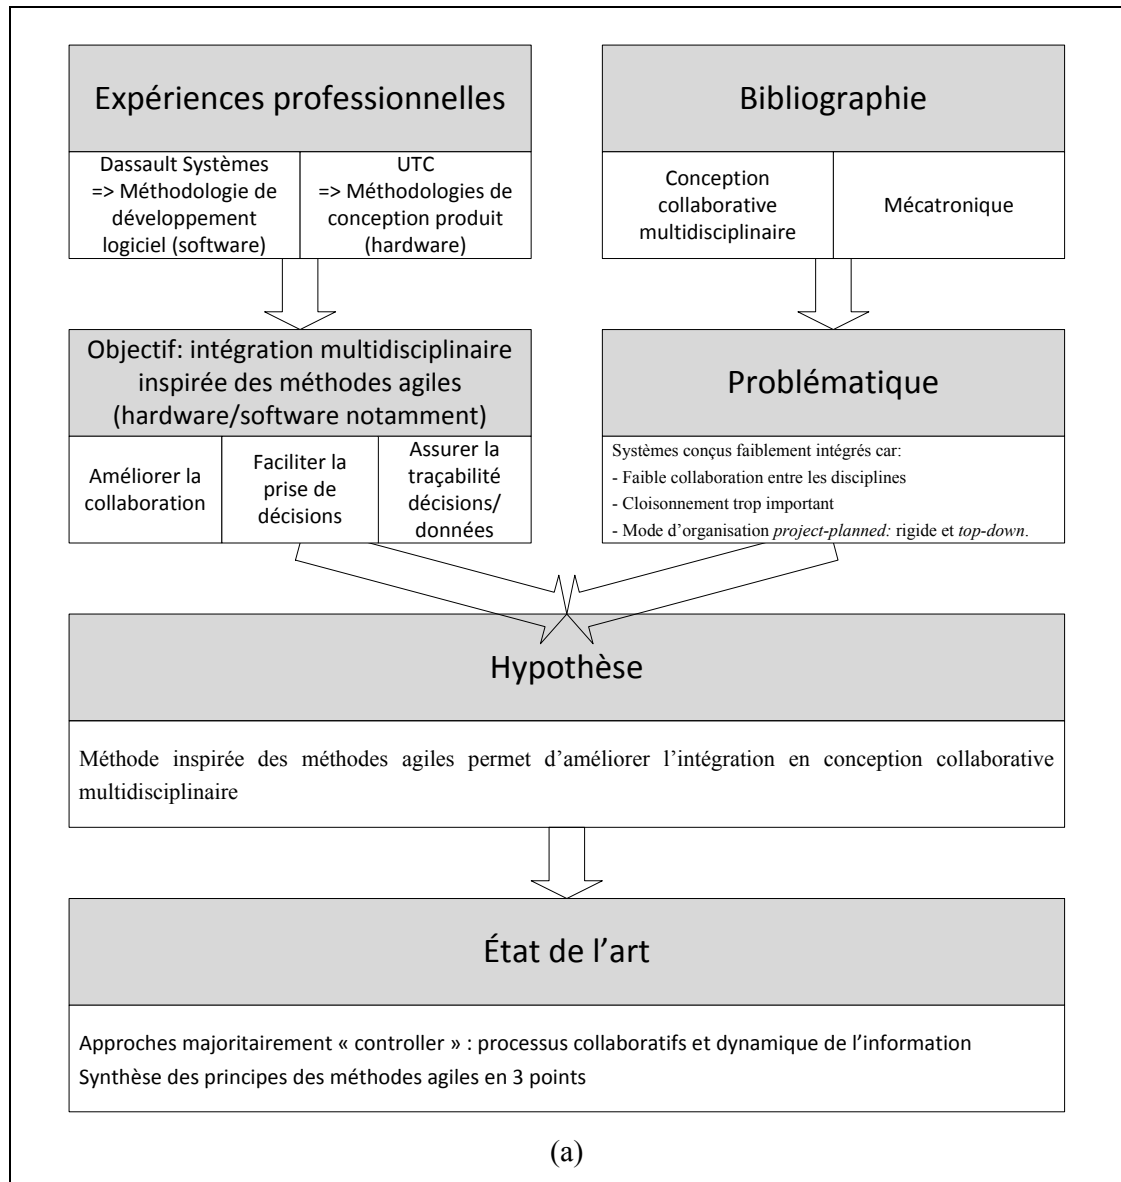 Expériences professionnelles
Dassault Systèmes
=> Méthodologie de
développement
logiciel (software)
UTC
=> Méthodologies de
conception produit
(hardware)
Bibliographie
Conception
collaborative
multidisciplinaire
Mécatronique
Objectif: intégration multidisciplinaire
inspirée des méthodes agiles
(hardware/software notamment)
Améliorer la
collaboration
Faciliter la
prise de
décisions
Assurer la
traçabilité
décisions/
données
Problématique
Systèmes conçus faiblement intégrés car:
- Faible collaboration entre les disciplines
- Cloisonnement trop important
- Mode d’organisation project-planned: rigide et top-down.
Hypothèse
Méthode inspirée des méthodes agiles permet d’améliorer l’intégration en conception collaborative
multidisciplinaire
État de l’art
Approches majoritairement « controller » : processus collaboratifs et dynamique de l’information
Synthèse des principes des méthodes agiles en 3 points
(a)